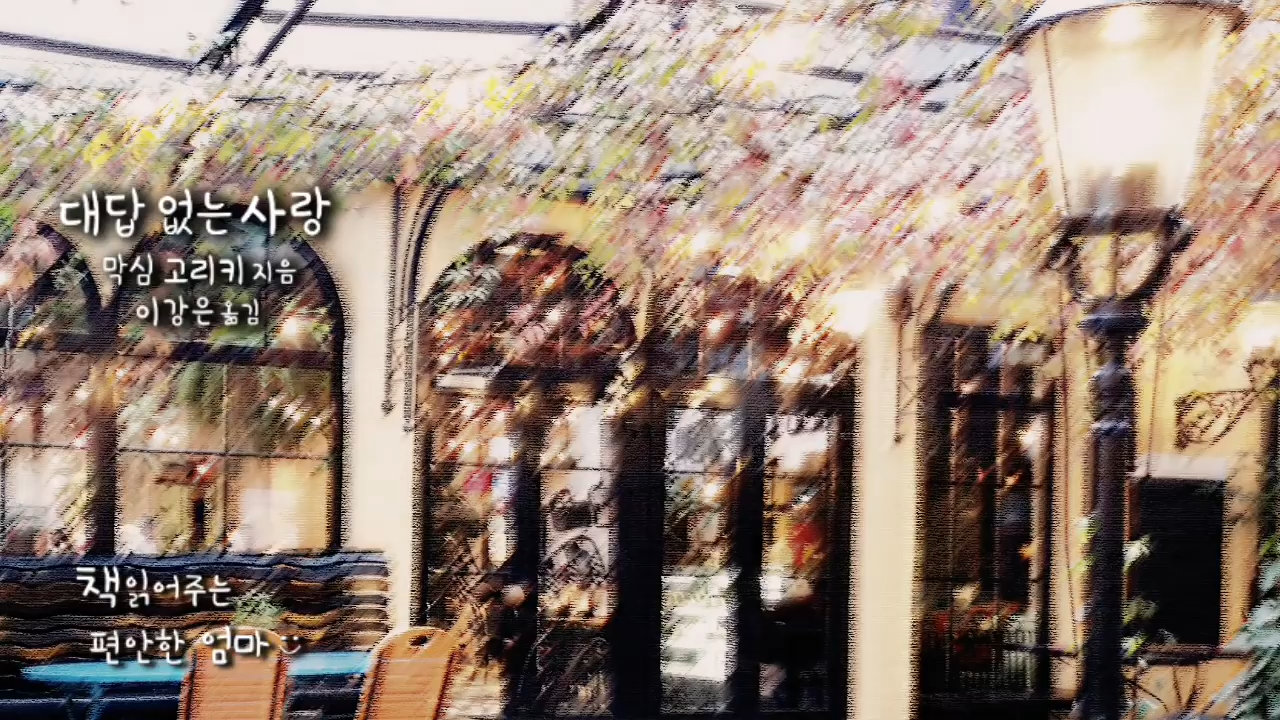 대답 없는 사랑
막심 고리키 지음
이강은 옮김
책읽어주는
편안한 엄마